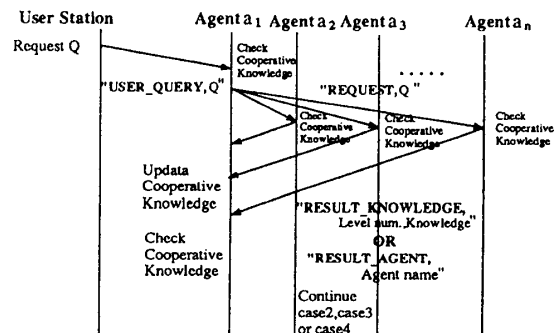 User Station
Agent a1 Agent a2 Agent a3 Agent an
Request Q
Check
Cooperative
Knowledge
"USER_QUERY,Q"
"REQUEST,Q "
.....
Check
Cooperative
Knowledge
Check
Cooperative
Knowledge
Check
Cooperative
Knowledge
Updata
Cooperative
Knowledge
"RESULT_KNOWLEDGE,
Level num.,Knowledge"
OR
"RESULT_AGENT,
Agent name"
Check
Cooperative
Knowledge
Continue
case2,case3
or case4